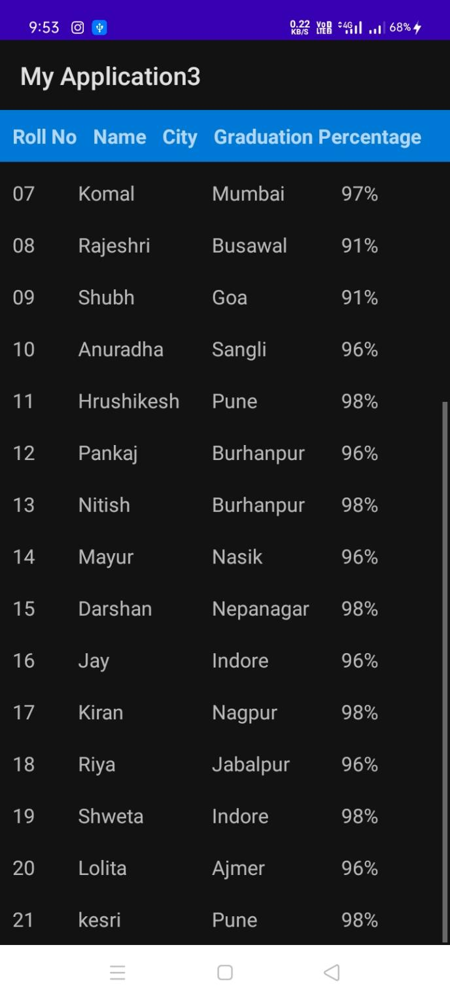 9:53 0.22 KB/S VoD LTE2 4G 68%
My Application3
Roll No Name City Graduation Percentage
07 Komal Mumbai 97%
08 Rajeshri Busawal 91%
09 Shubh Goa 91%
10 Anuradha Sangli 96%
11 Hrushikesh Pune 98%
12 Pankaj Burhanpur 96%
13 Nitish Burhanpur 98%
14 Mayur Nasik 96%
15 Darshan Nepanagar 98%
16 Jay Indore 96%
17 Kiran Nagpur 98%
18 Riya Jabalpur 96%
19 Shweta Indore 98%
20 Lolita Ajmer 96%
21 kesri Pune 98%